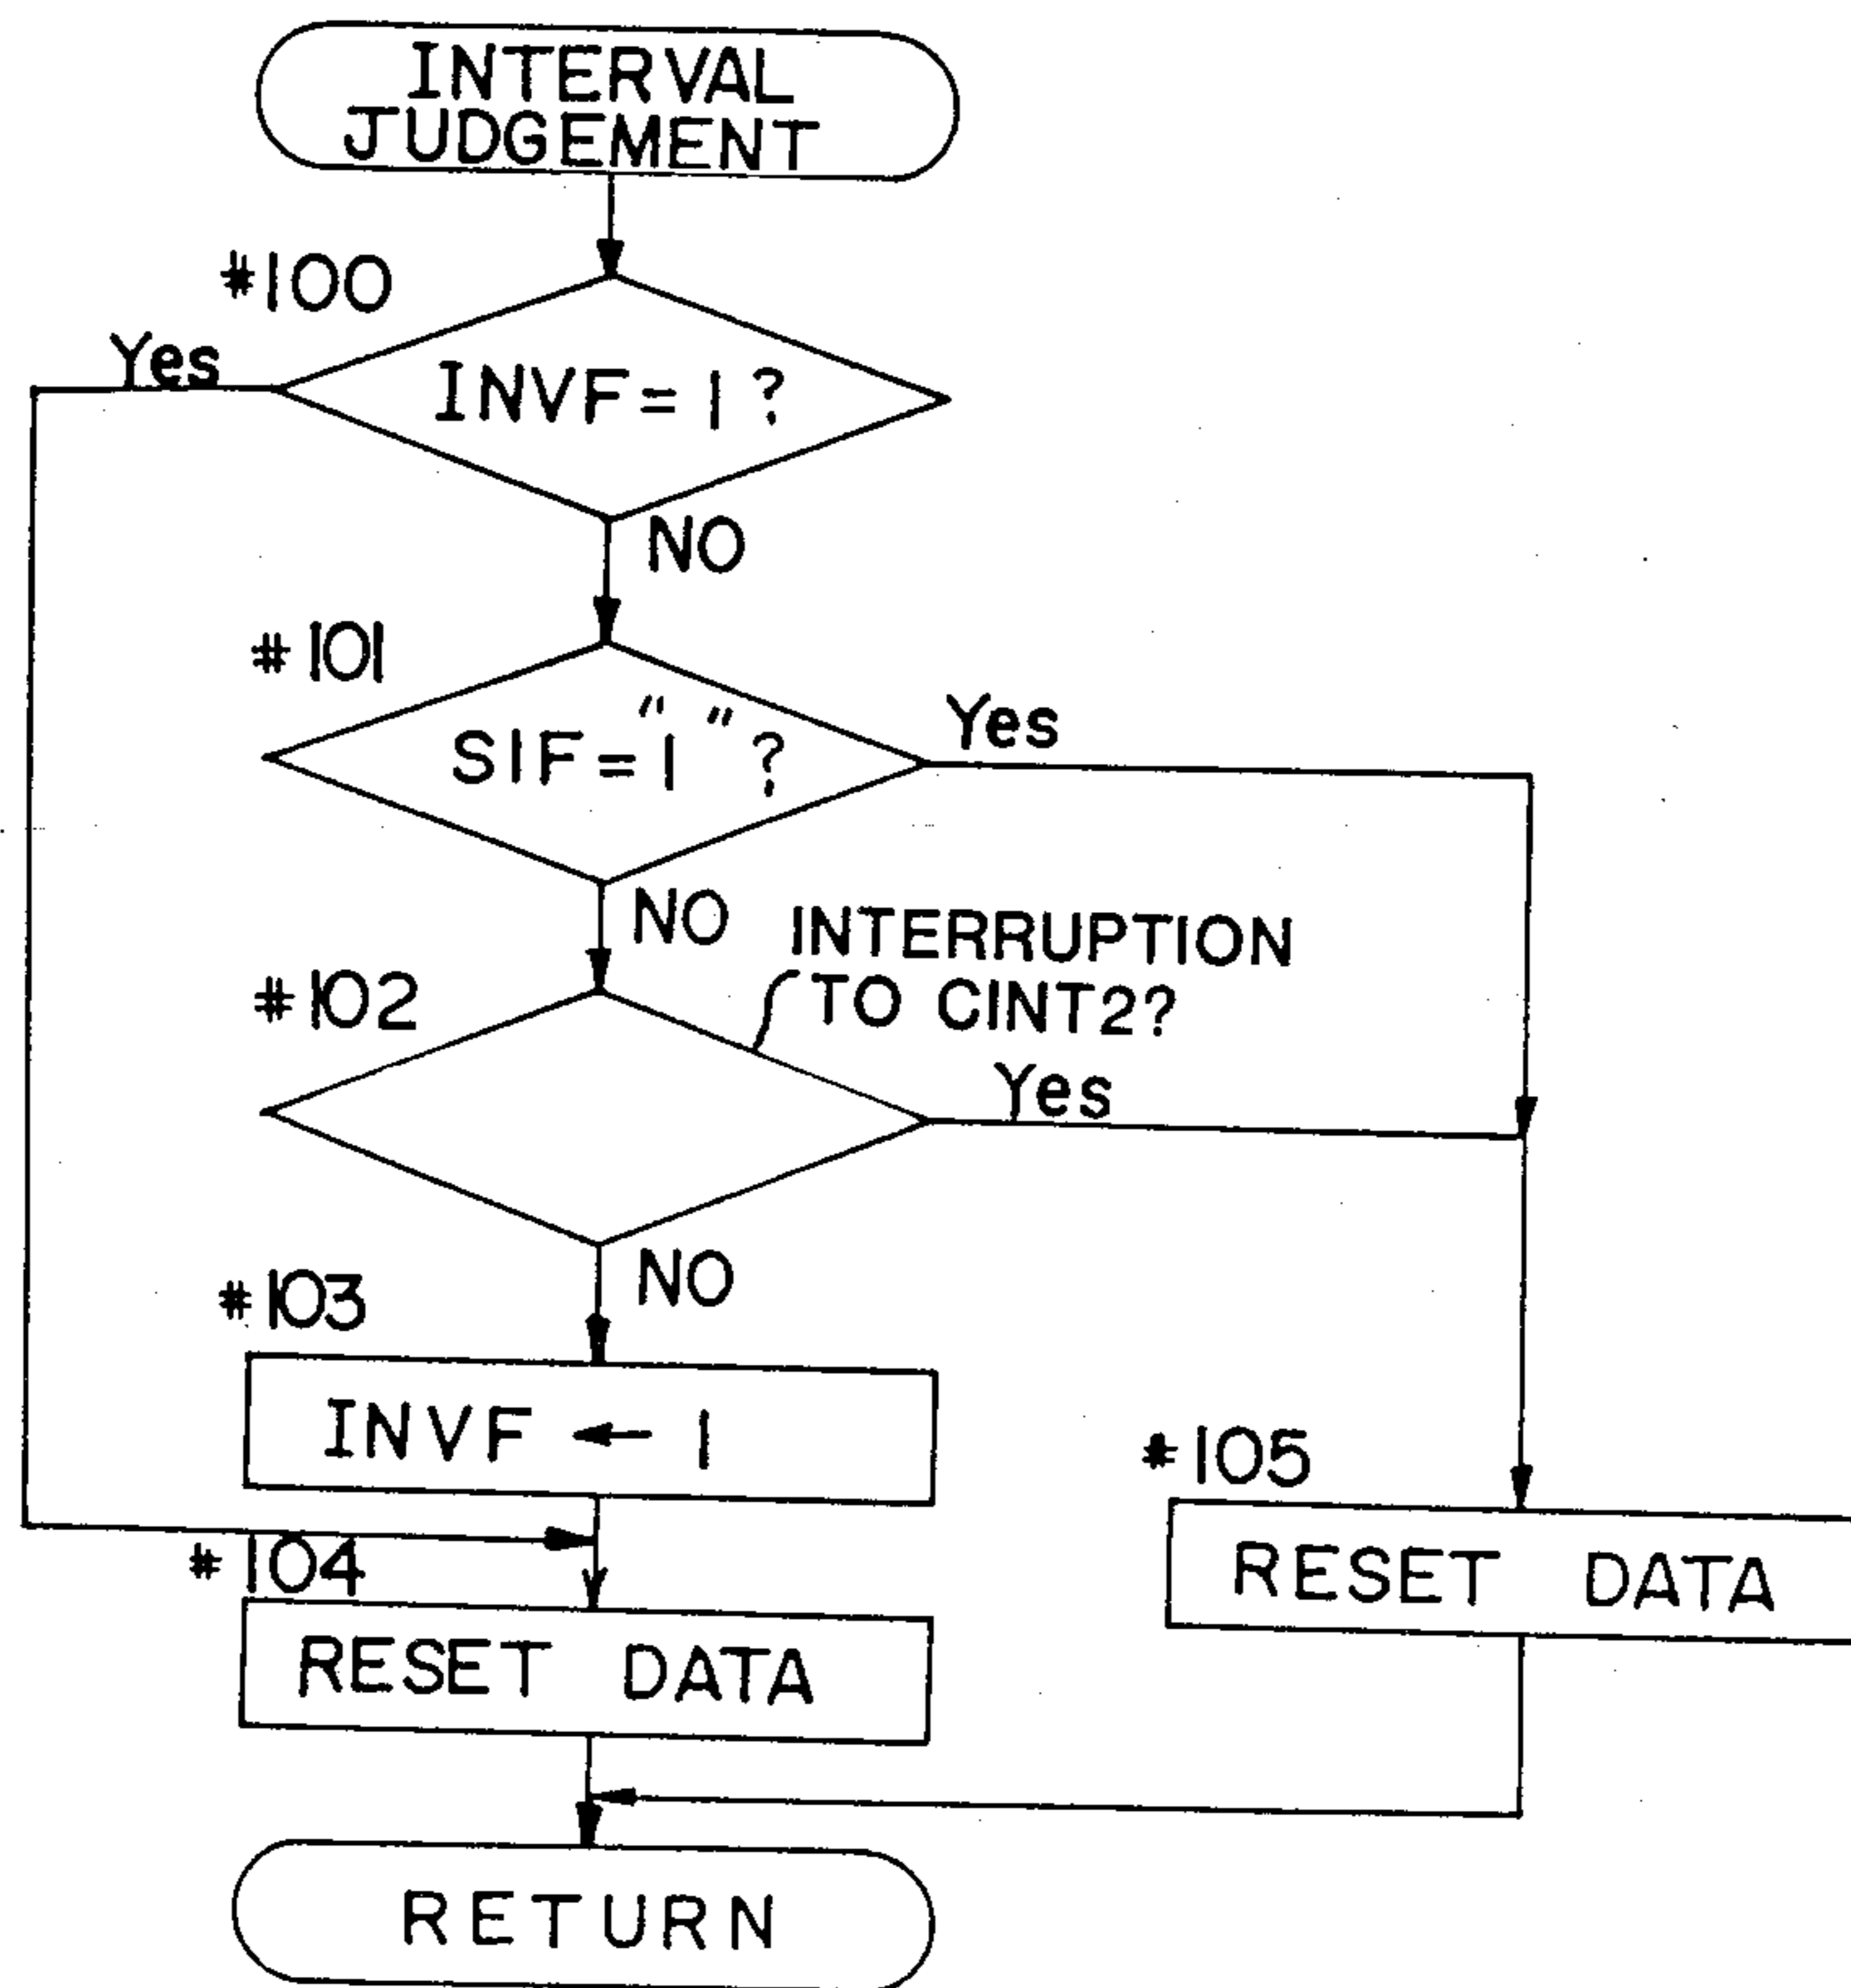 INTERVAL
JUDGEMENT
#100
Yes
INVF=1?
NO
#101
SIF="1"?
Yes
NO
INTERRUPTION
TO CINT2?
#102
Yes
NO
#103
INVF ← 1
#105
#104
RESET DATA
RESET DATA
RETURN